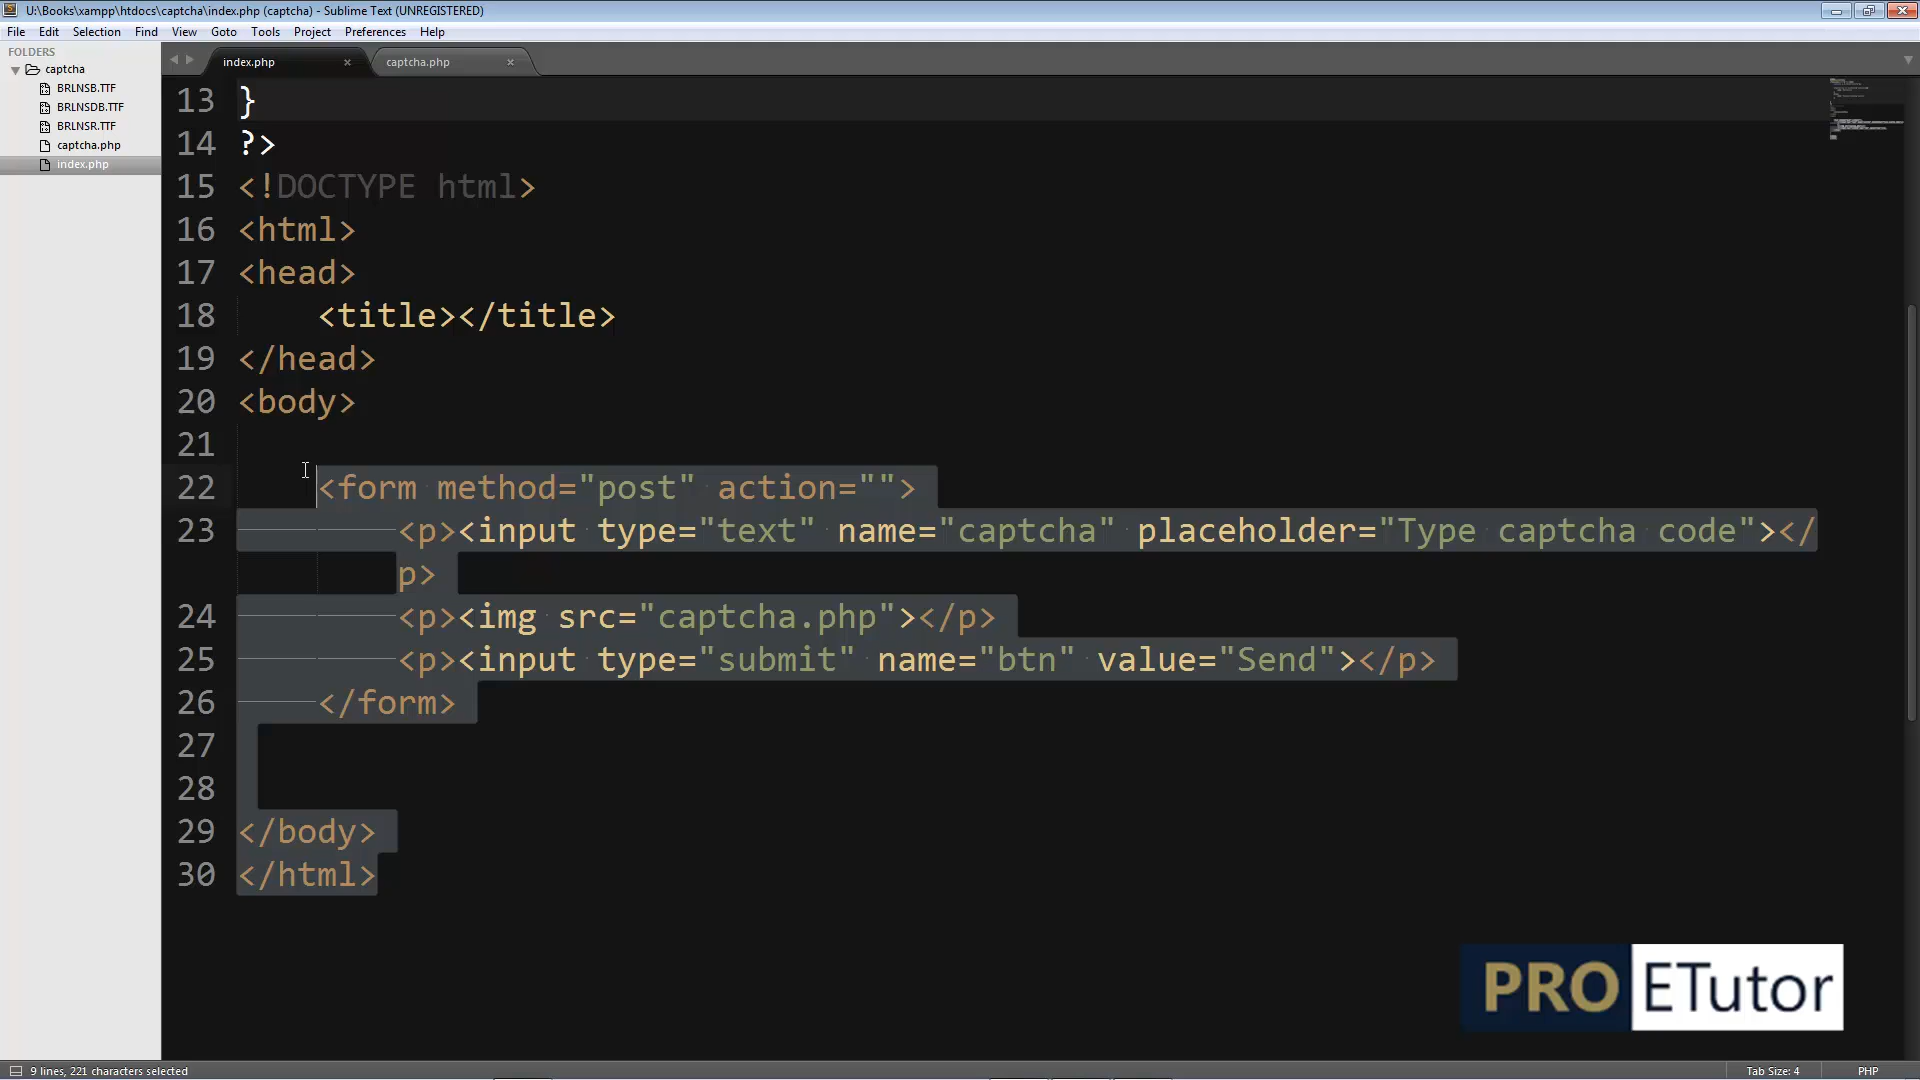 U:\Books\xampp\htdocs\captcha\index.php (captcha) - Sublime Text (UNREGISTERED)
File Edit Selection Find View Goto Tools Project Preferences Help
FOLDERS
captcha
BRLNSB.TTF
BRLNSDB.TTF
BRLNSR.TTF
captcha.php
index.php
index.php captcha.php
13 }
14 ?>
15 <!DOCTYPE html>
16 <html>
17 <head>
18 <title></title>
19 </head>
20 <body>
21
22 <form method="post" action="">
23 <p><input type="text" name="captcha" placeholder="Type captcha code"></
p>
24 <p><img src="captcha.php"></p>
25 <p><input type="submit" name="btn" value="Send"></p>
26 </form>
27
28
29 </body>
30 </html>
PRO ETutor
9 lines, 221 characters selected Tab Size: 4 PHP